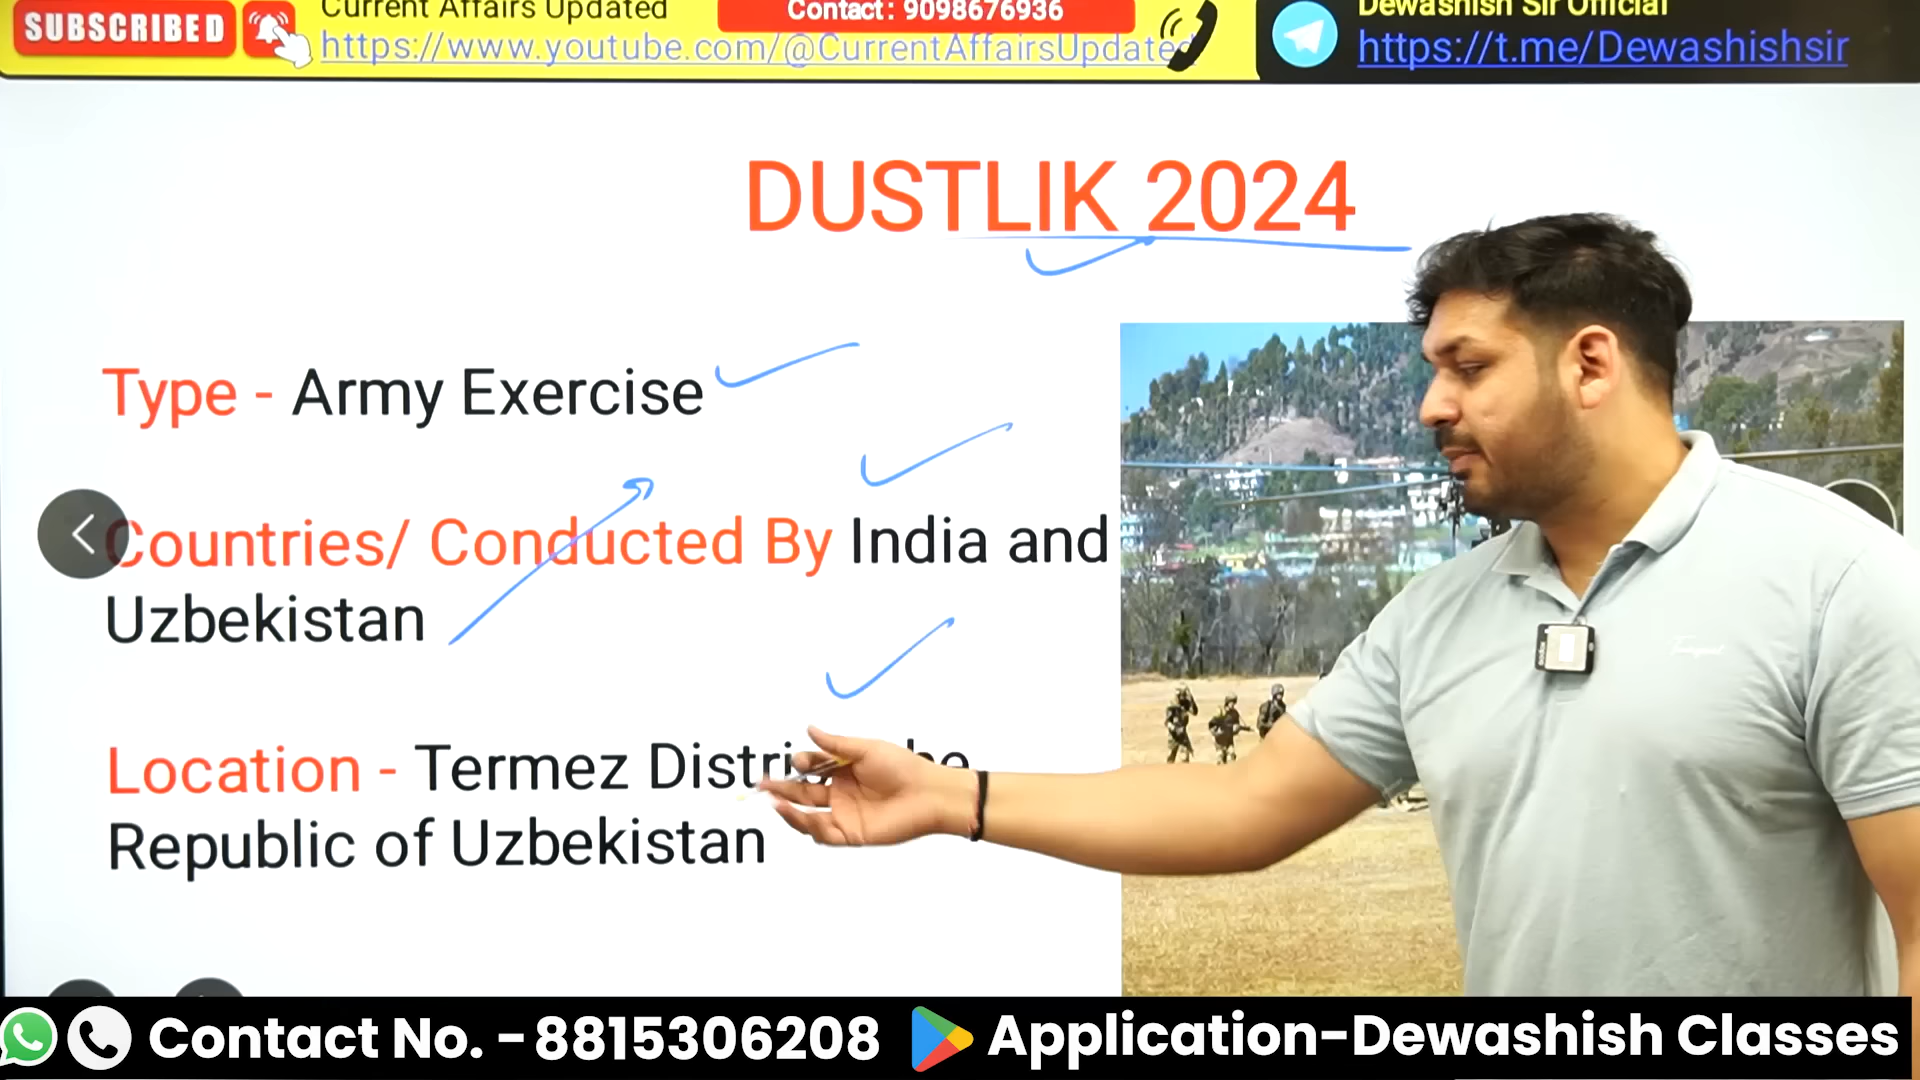 SUBSCRIBED
Current Affairs Updated
https://www.youtube.com/@CurrentAffairsUpdated
Contact: 9098676936
Dewashish Sir Official
https://t.me/Dewashishsir
DUSTLIK 2024
Type - Army Exercise
Countries/ Conducted By India and
Uzbekistan
Location - Termez
Republic of Uzbekistan
Contact No. - 8815306208
Application-Dewashish Classes